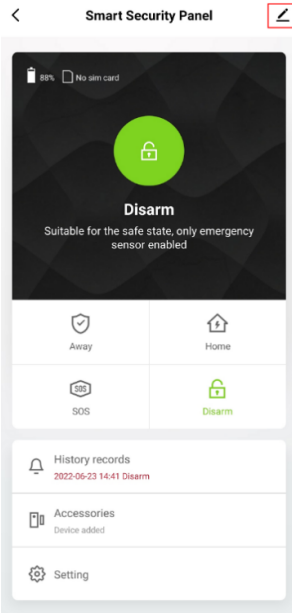 Smart Security Panel
88% No sim card
Disarm
Suitable for the safe state, only emergency
sensor enabled
Away
Home
SOS
SOS
Disarm
History records
2022-06-23 14:41 Disarm
Accessories
Device added
Setting